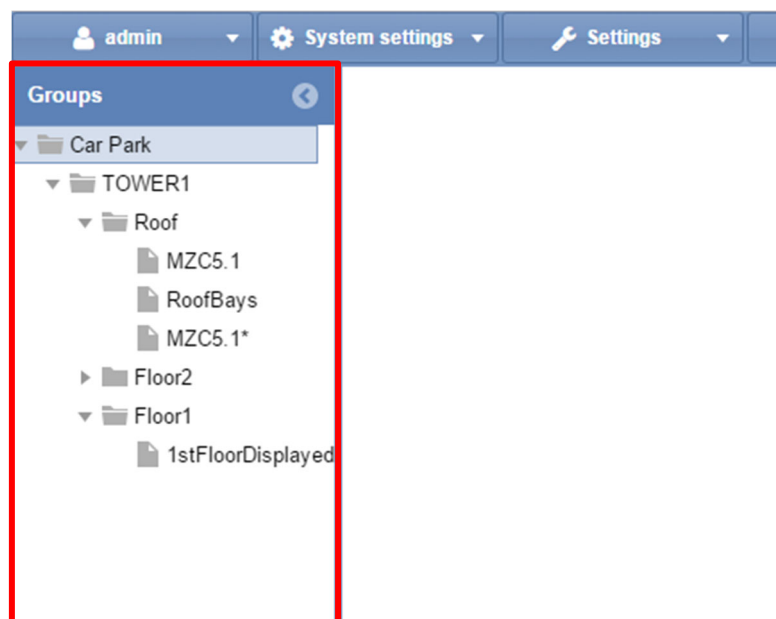 admin System settings Settings
Groups
Car Park
TOWER1
Roof
MZC5.1
RoofBays
MZC5.1*
Floor2
Floor1
1stFloorDisplayed